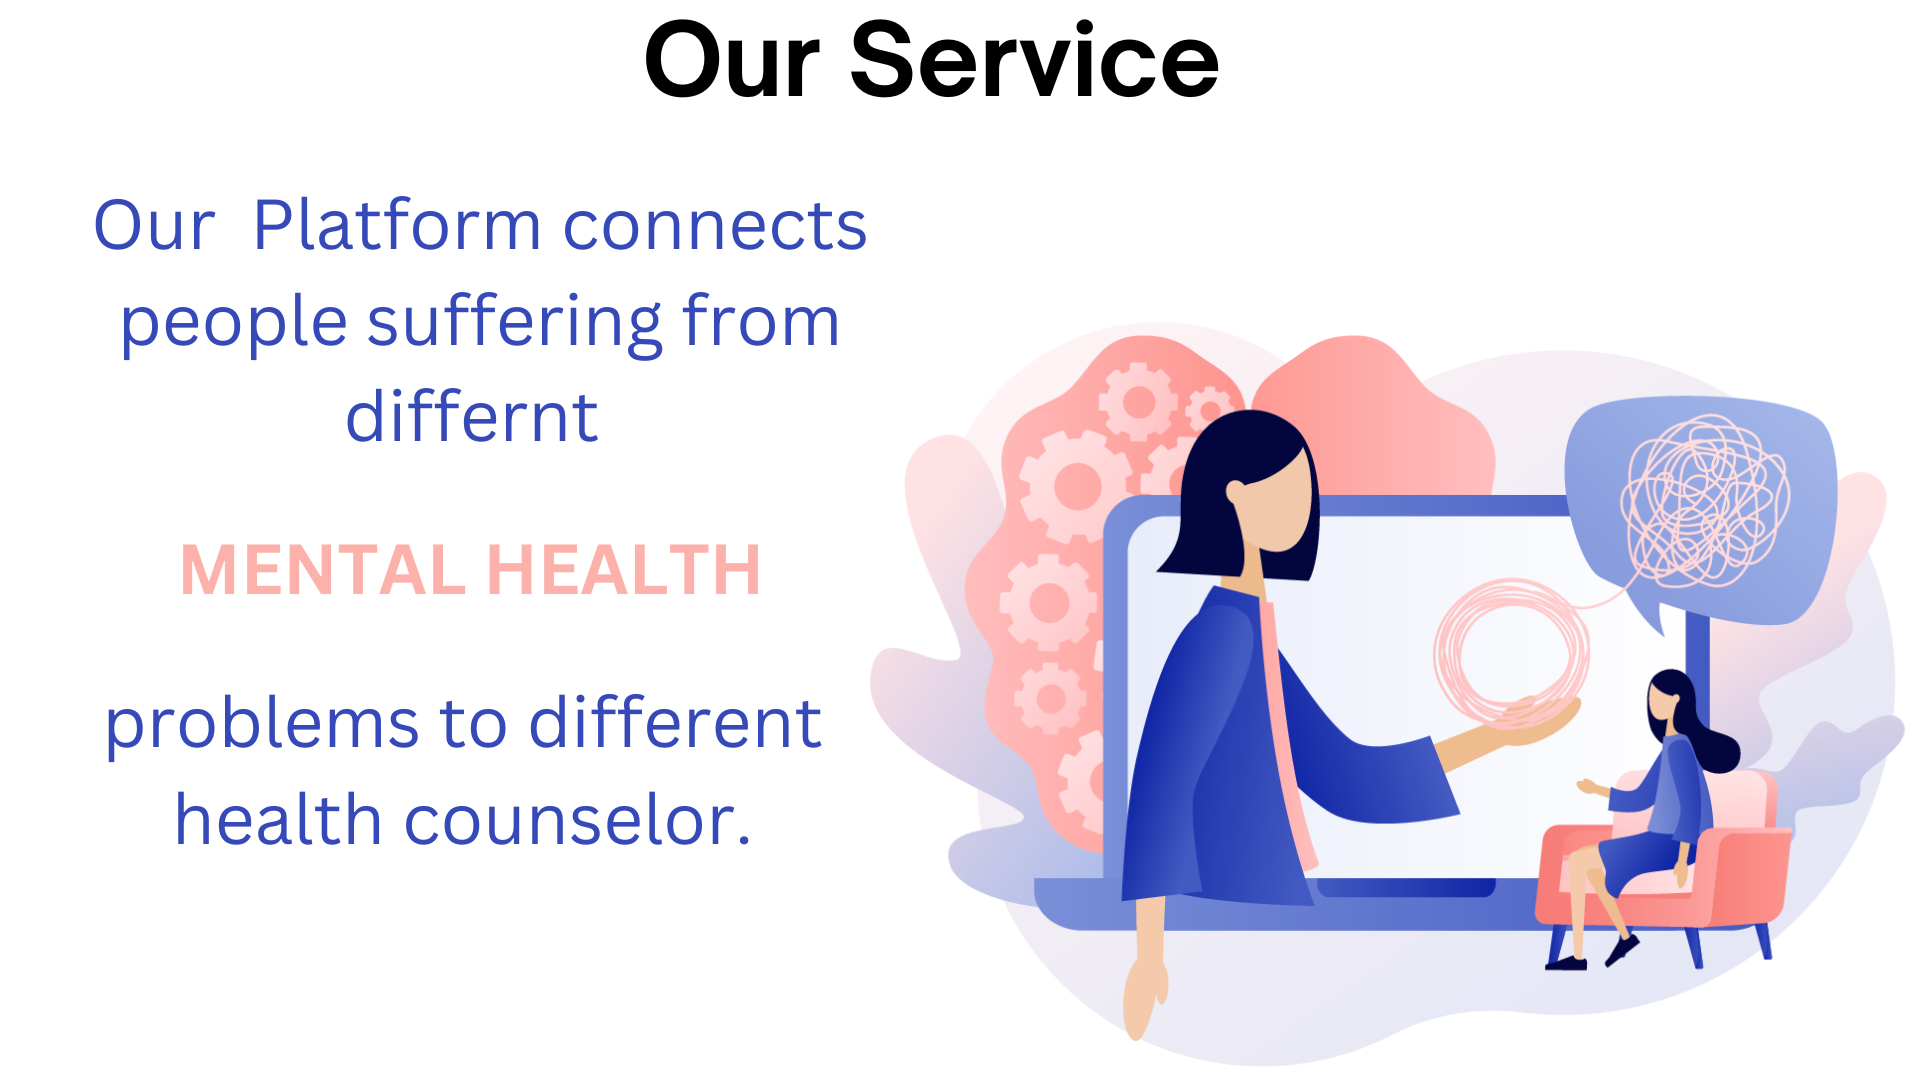 Our Service
Our Platform connects
people suffering from
differnt
MENTAL HEALTH
problems to different
health counselor.